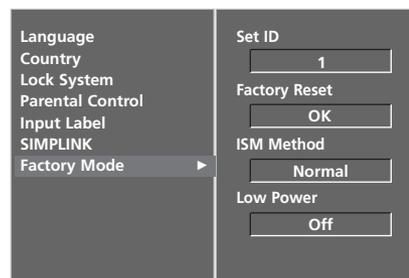 Language
Country
Lock System
Parental Control
Input Label
SIMPLINK
Factory Mode ►
Set ID
1
Factory Reset
OK
ISM Method
Normal
Low Power
Off